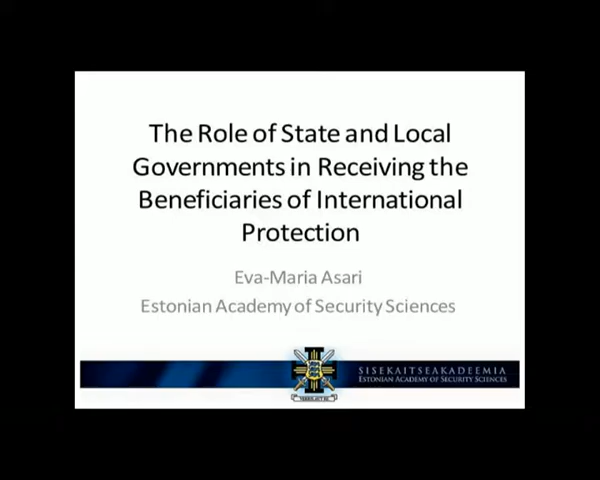 The Role of State and Local
Governments in Receiving the
Beneficiaries of International
Protection
Eva-Maria Asari
Estonian Academy of Security Sciences
SISEKAITSEAKADEEMIA
ESTONIAN ACADEMY OF SECURITY SCIENCES